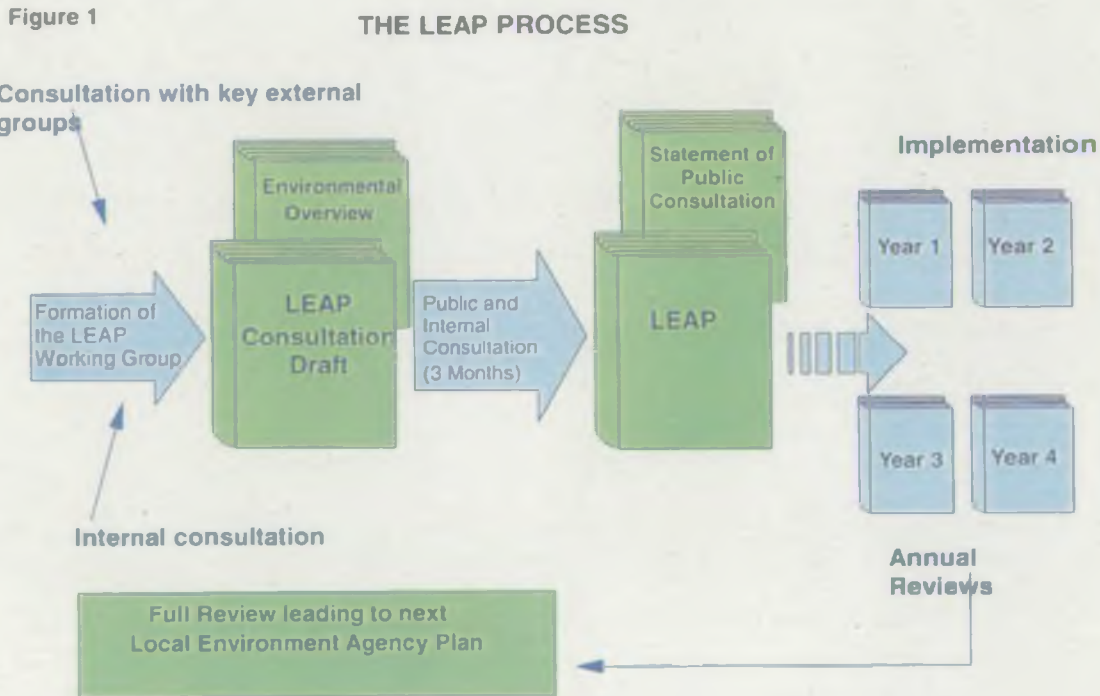 Figure 1
THE LEAP PROCESS
Consultation with key external
groups
Environmental
Overview
Statement of
Public
Consultation
Implementation
Year 1
Year 2
Formation of
the LEAP
Working Group
LEAP
Consultation
Draft
Public and
Internal
Consultation
(3 Months)
LEAP
Year 3
Year 4
Internal consultation
Annual
Reviews
Full Review leading to next
Local Environment Agency Plan